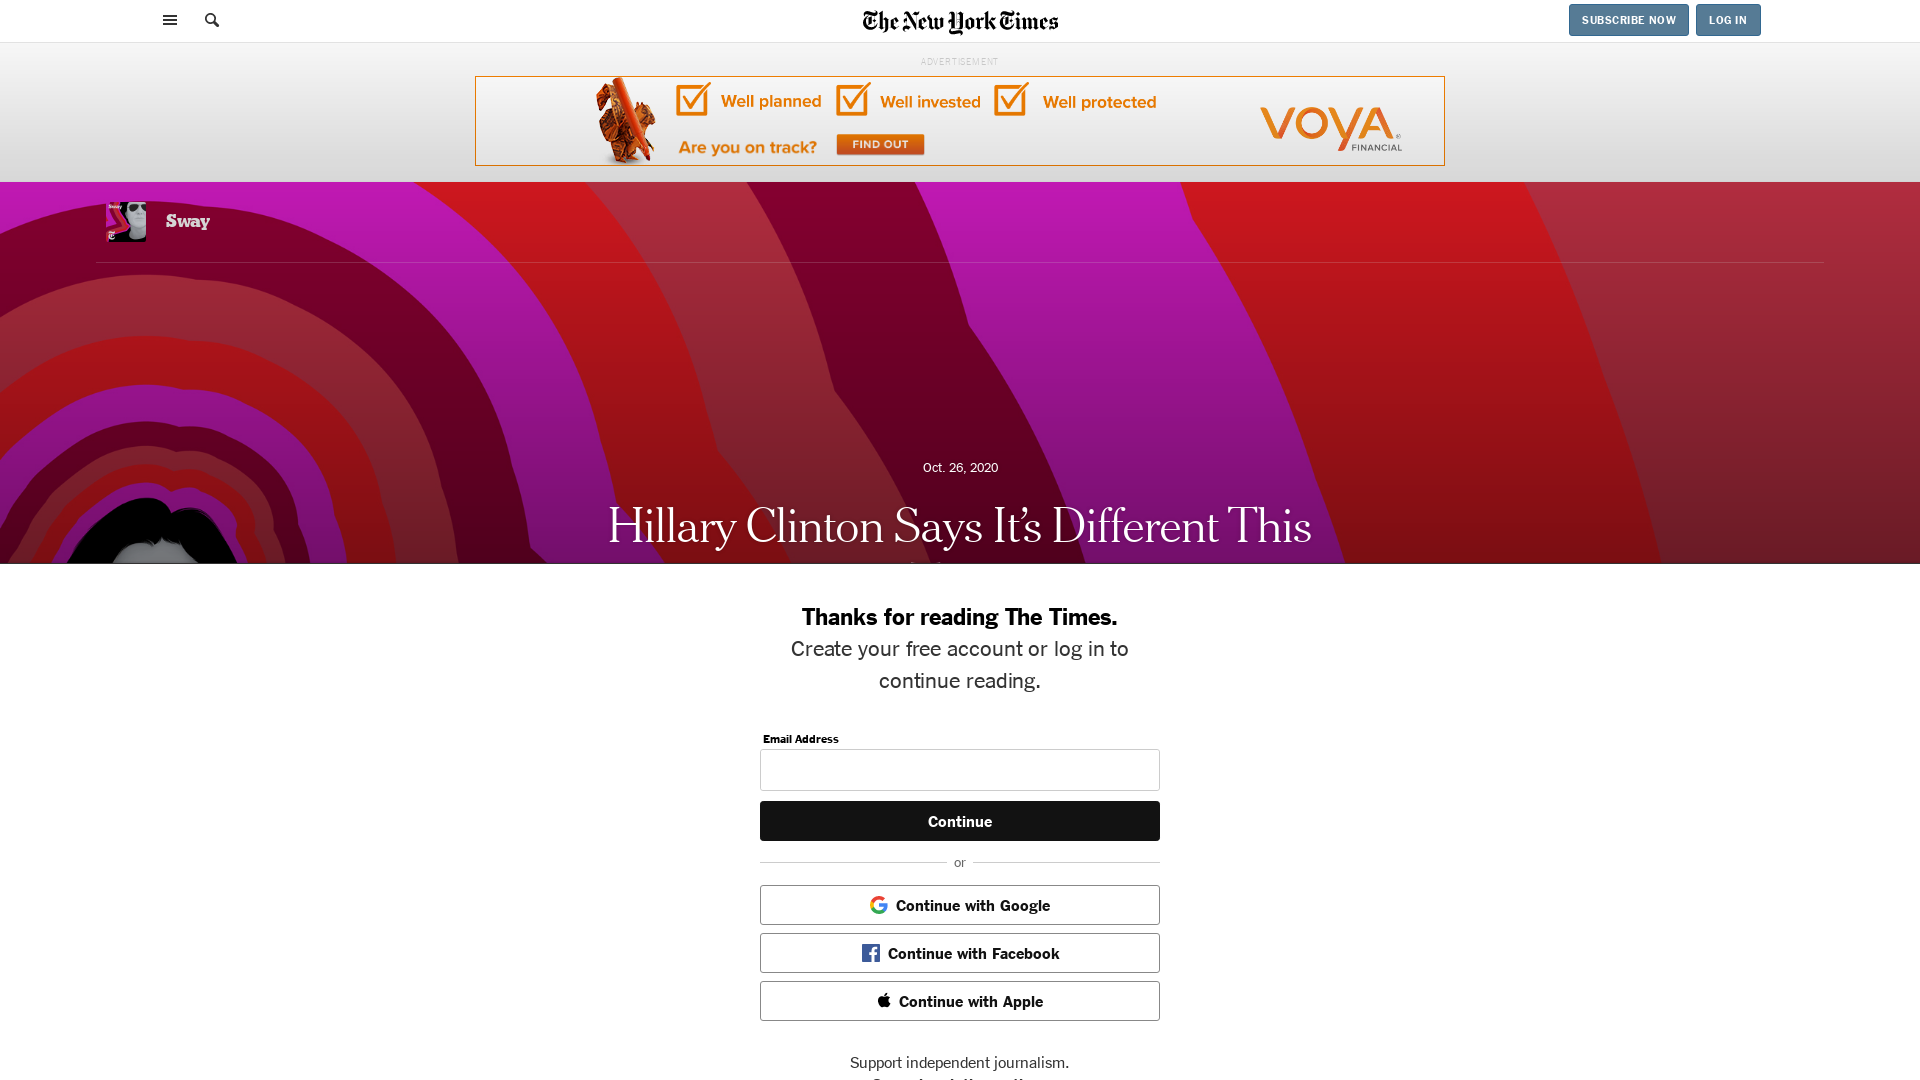 The New York Times
SUBSCRIBE NOW
LOG IN
ADVERTISEMENT
Well planned
Well invested
Well protected
Are you on track?
FIND OUT
VOYA
FINANCIAL
Sway
Oct. 26, 2020
Hillary Clinton Says It's Different This
Thanks for reading The Times.
Create your free account or log in to
continue reading.
Email Address
Continue
or
Continue with Google
Continue with Facebook
Continue with Apple
Support independent journalism.